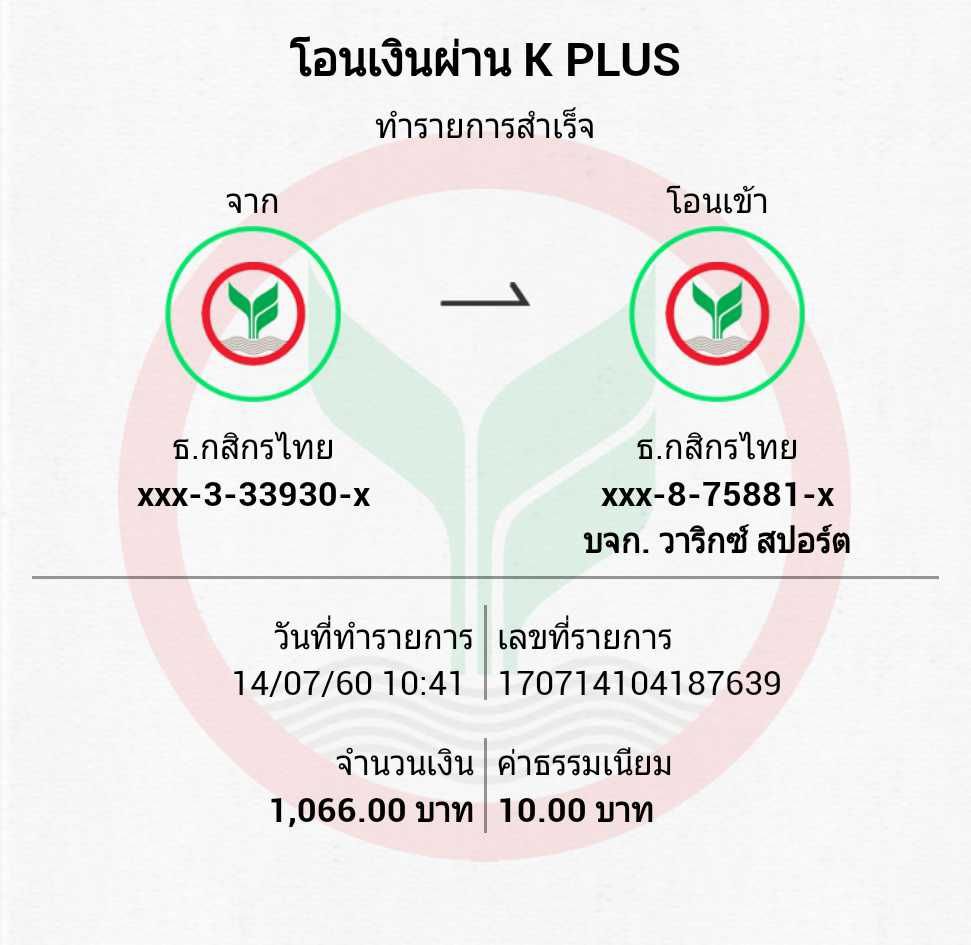 โอนเงินผ่าน K PLUS
ทำรายการสำเร็จ
จาก
โอนเข้า
ธ.กสิกรไทย
xxx-3-33930-x
ธ.กสิกรไทย
xxx-8-75881-x
บจก. วาริกซ์ สปอร์ต
วันที่ทำรายการ
14/07/60 10:41
เลขที่รายการ
170714104187639
จำนวนเงิน
1,066.00 บาท
ค่าธรรมเนียม
10.00 บาท